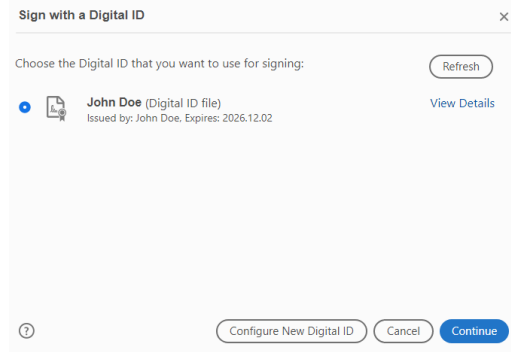 Sign with a Digital ID
Choose the Digital ID that you want to use for signing:
Refresh
John Doe (Digital ID file)
View Details
Issued by: John Doe, Expires: 2026.12.02
?
Configure New Digital ID
Cancel
Continue